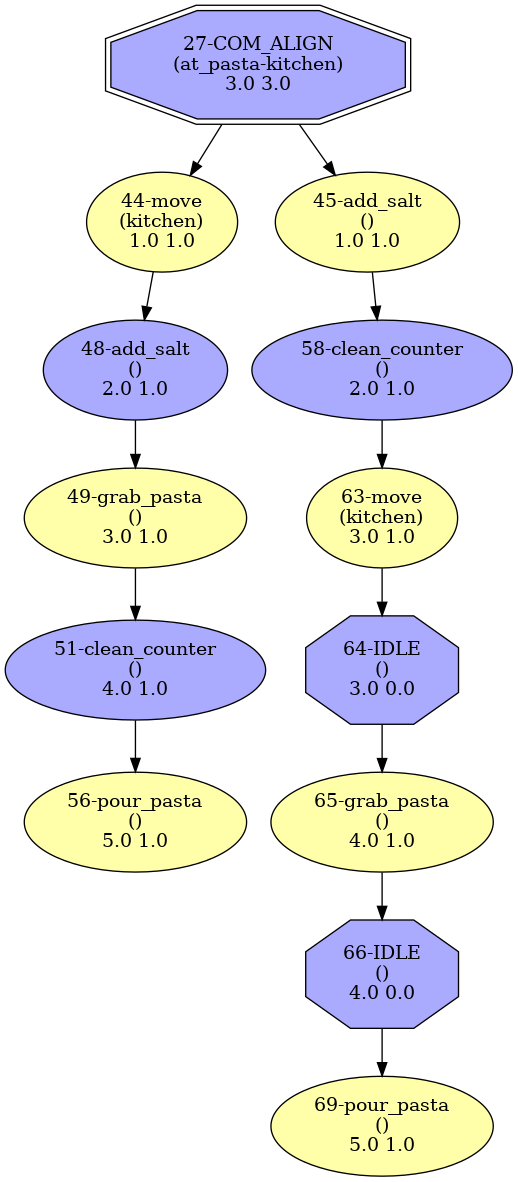 27-COM_ALIGN
(at_pasta-kitchen)
3.0 3.0
44-move
(kitchen)
1.0 1.0
45-add_salt
()
1.0 1.0
48-add_salt
()
2.0 1.0
58-clean_counter
()
2.0 1.0
49-grab_pasta
()
3.0 1.0
63-move
(kitchen)
3.0 1.0
51-clean_counter
()
4.0 1.0
64-IDLE
()
3.0 0.0
56-pour_pasta
()
5.0 1.0
65-grab_pasta
()
4.0 1.0
66-IDLE
()
4.0 0.0
69-pour_pasta
()
5.0 1.0